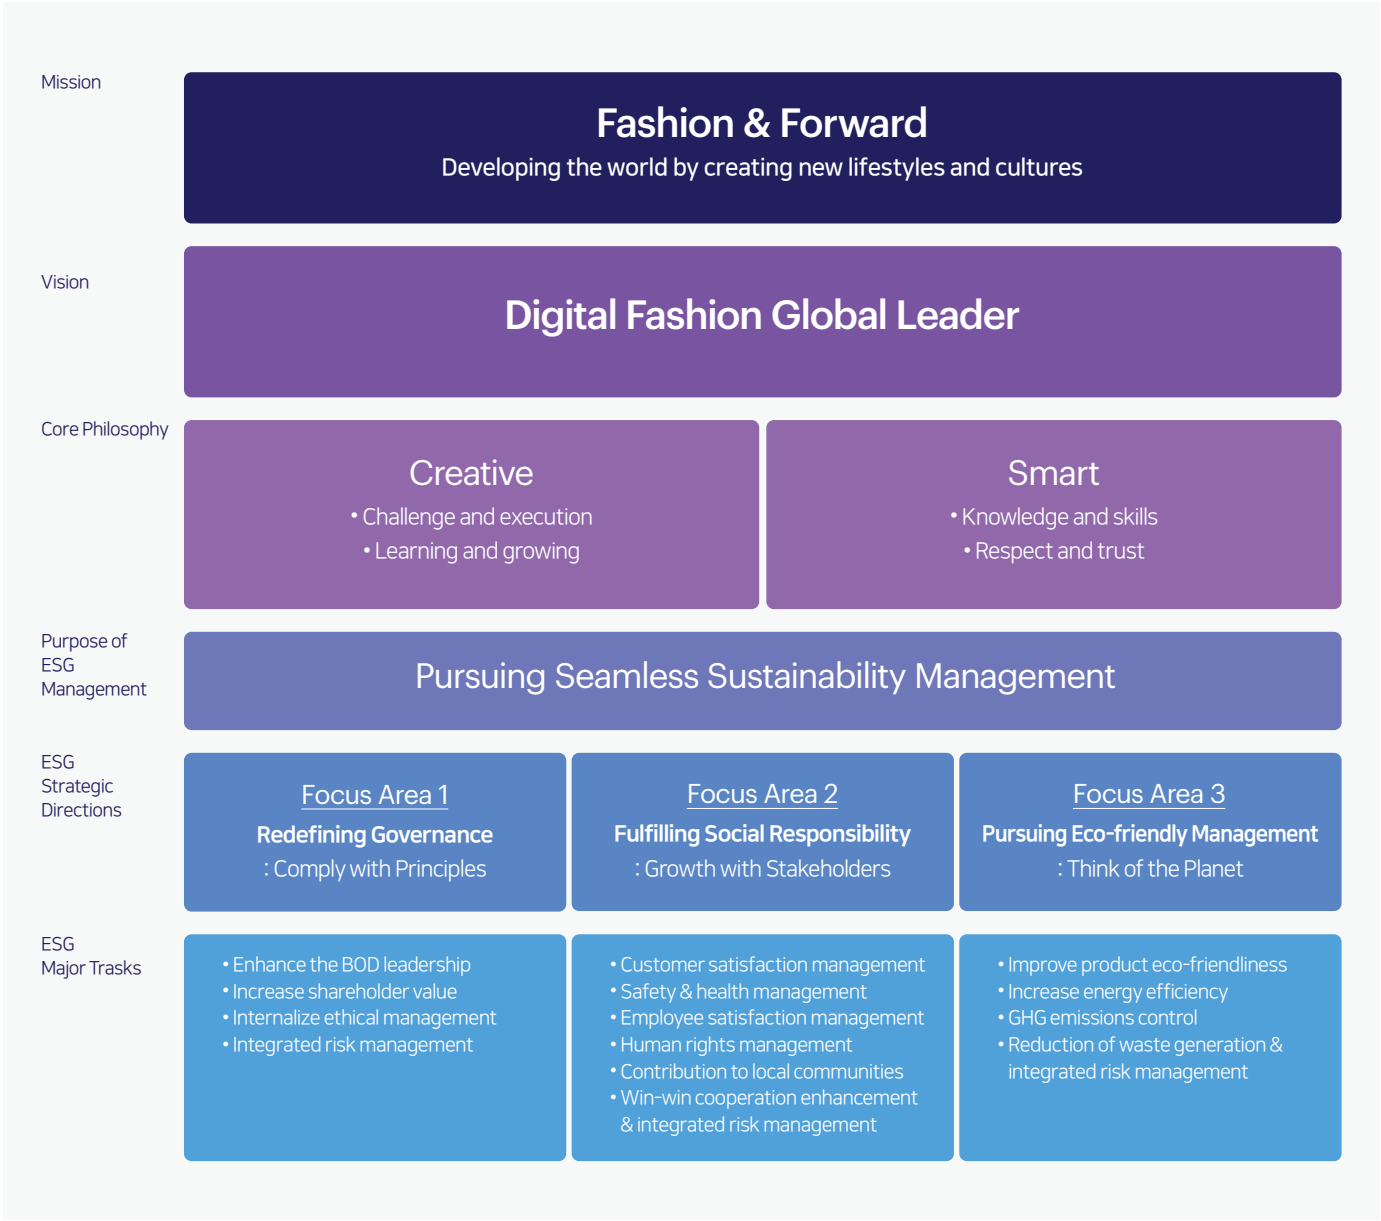 Mission
Fashion & Forward
Developing the world by creating new lifestyles and cultures
Vision
Digital Fashion Global Leader
Core Philosophy
Creative
• Challenge and execution
• Learning and growing
Smart
• Knowledge and skills
• Respect and trust
Purpose of
ESG
Management
Pursuing Seamless Sustainability Management
ESG
Strategic
Directions
Focus Area 1
Redefining Governance
: Comply with Principles
Focus Area 2
Fulfilling Social Responsibility
: Growth with Stakeholders
Focus Area 3
Pursuing Eco-friendly Management
: Think of the Planet
ESG
Major Trasks
• Enhance the BOD leadership
• Increase shareholder value
• Internalize ethical management
• Integrated risk management
• Customer satisfaction management
• Safety & health management
• Employee satisfaction management
• Human rights management
• Contribution to local communities
• Win-win cooperation enhancement
& integrated risk management
• Improve product eco-friendliness
• Increase energy efficiency
• GHG emissions control
• Reduction of waste generation &
integrated risk management